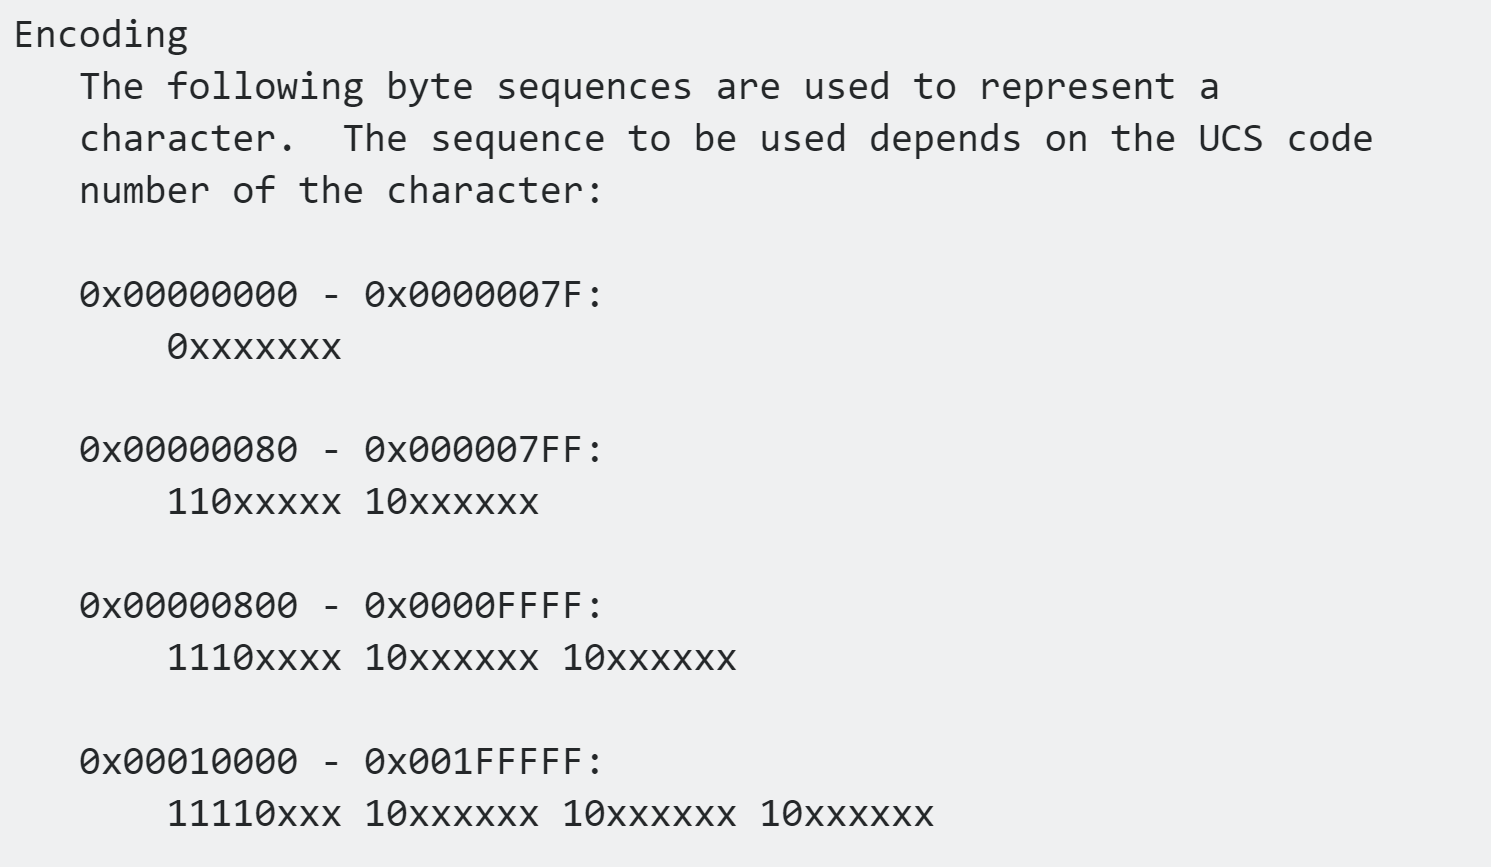 Encoding
The following byte sequences are used to represent a
character.  The sequence to be used depends on the UCS code
number of the character:
0x00000000 - 0x0000007F:
0xxxxxxx
0x00000080 - 0x000007FF:
110xxxxx 10xxxxxx
0x00000800 - 0x0000FFFF:
1110xxxx 10xxxxxx 10xxxxxx
0x00010000 - 0x001FFFFF:
11110xxx 10xxxxxx 10xxxxxx 10xxxxxx